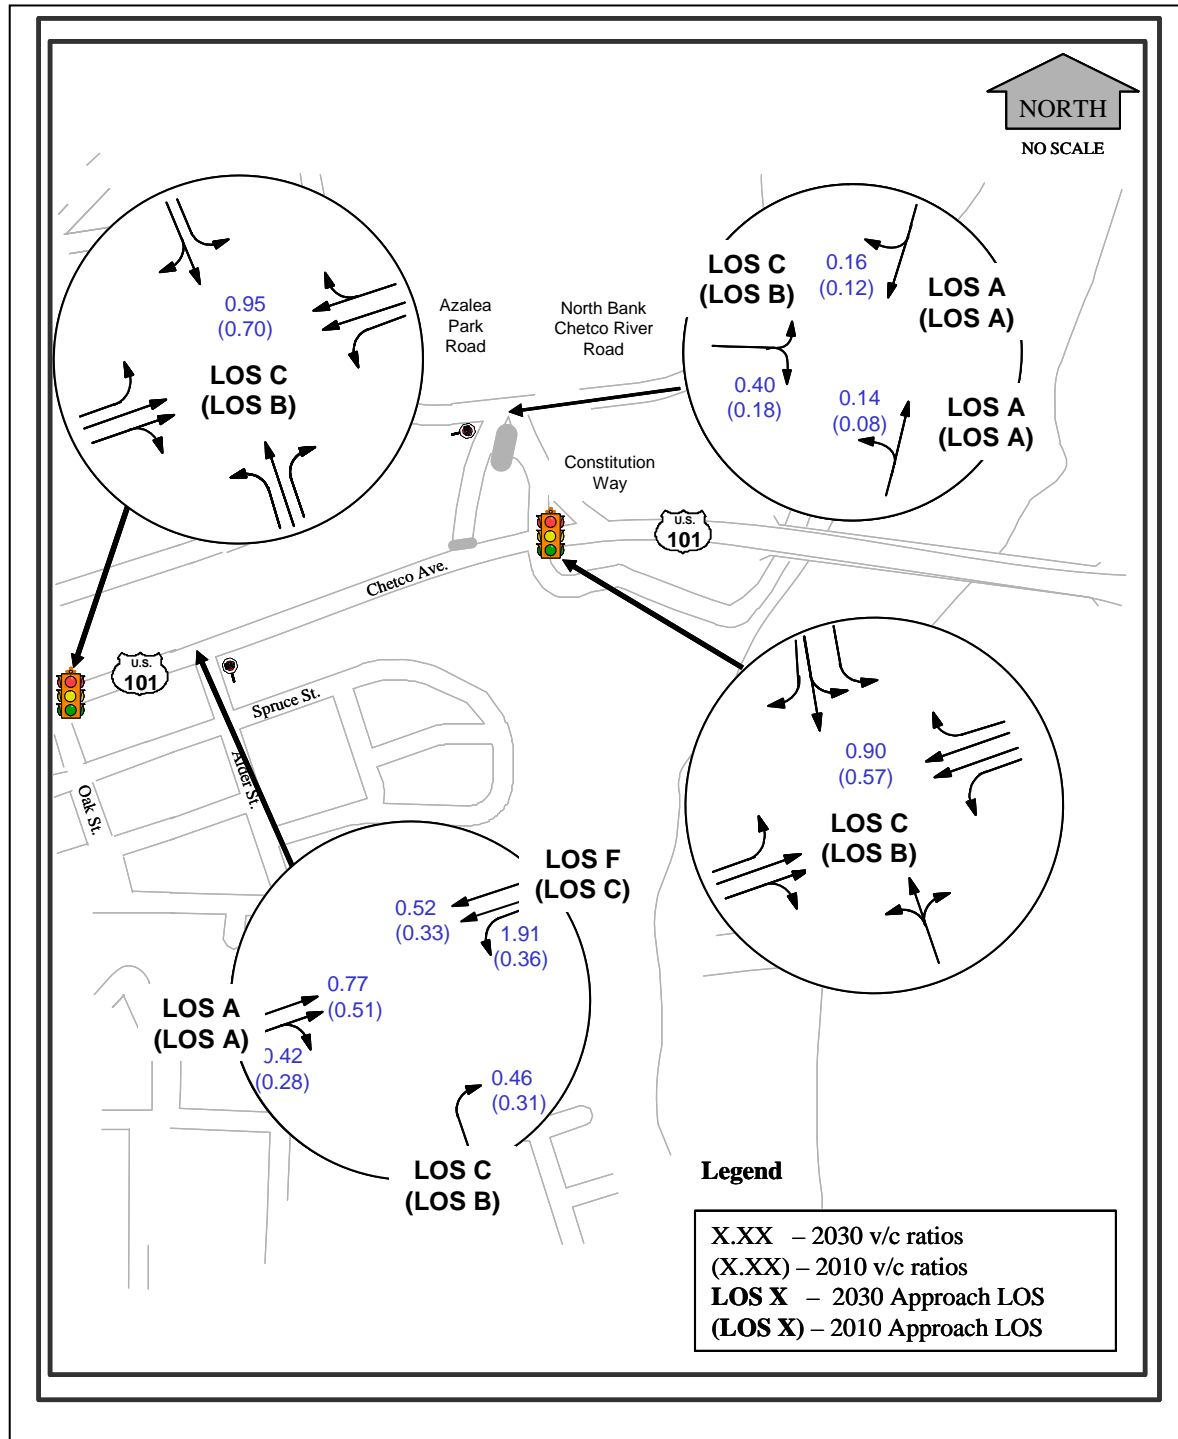 NORTH
NO SCALE
0.95
(0.70)
LOS C
(LOS B)
Azalea
Park
Road
North Bank
Chetco River
Road
LOS C
(LOS B)
0.16
(0.12)
LOS A
(LOS A)
0.40
(0.18)
0.14
(0.08)
LOS A
(LOS A)
Constitution
Way
U.S.
101
Chetco Ave.
U.S.
101
Spruce St.
Alder St.
Oak St.
0.90
(0.57)
LOS C
(LOS B)
LOS F
(LOS C)
0.52
(0.33)
1.91
(0.36)
0.77
(0.51)
LOS A
(LOS A)
0.42
(0.28)
0.46
(0.31)
LOS C
(LOS B)
Legend
X.XX – 2030 v/c ratios
(X.XX) – 2010 v/c ratios
LOS X – 2030 Approach LOS
(LOS X) – 2010 Approach LOS